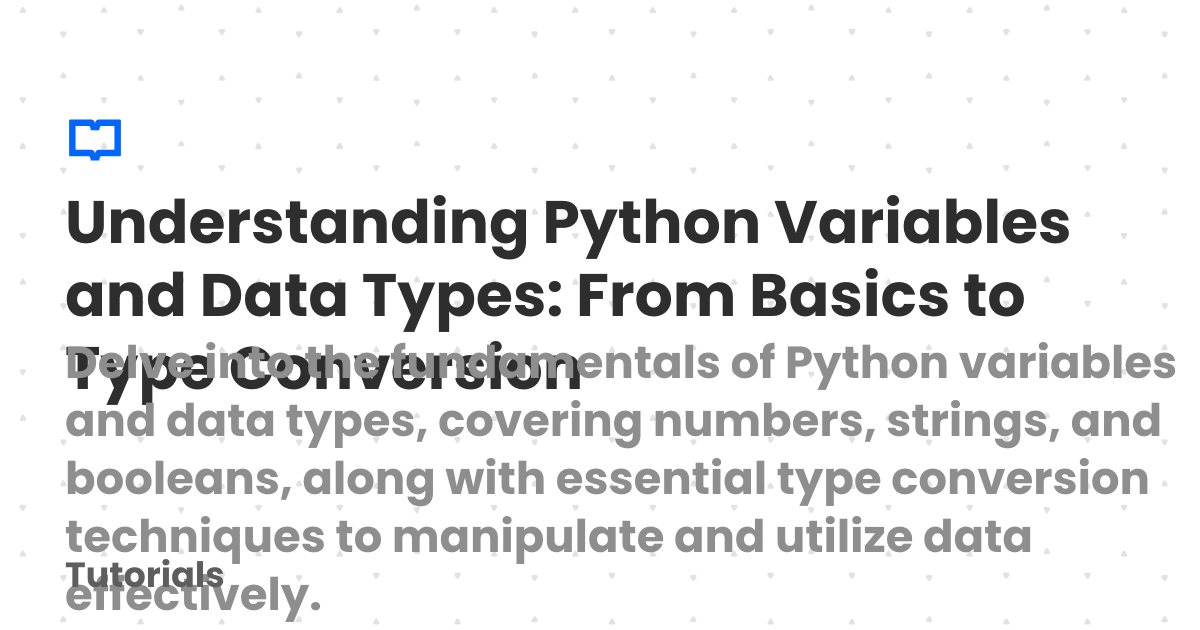 Understanding Python Variables
and Data Types: From Basics to
Type Conversion
Delve into the fundamentals of Python variables
and data types, covering numbers, strings, and
booleans, along with essential type conversion
techniques to manipulate and utilize data
effectively.
Tutorials